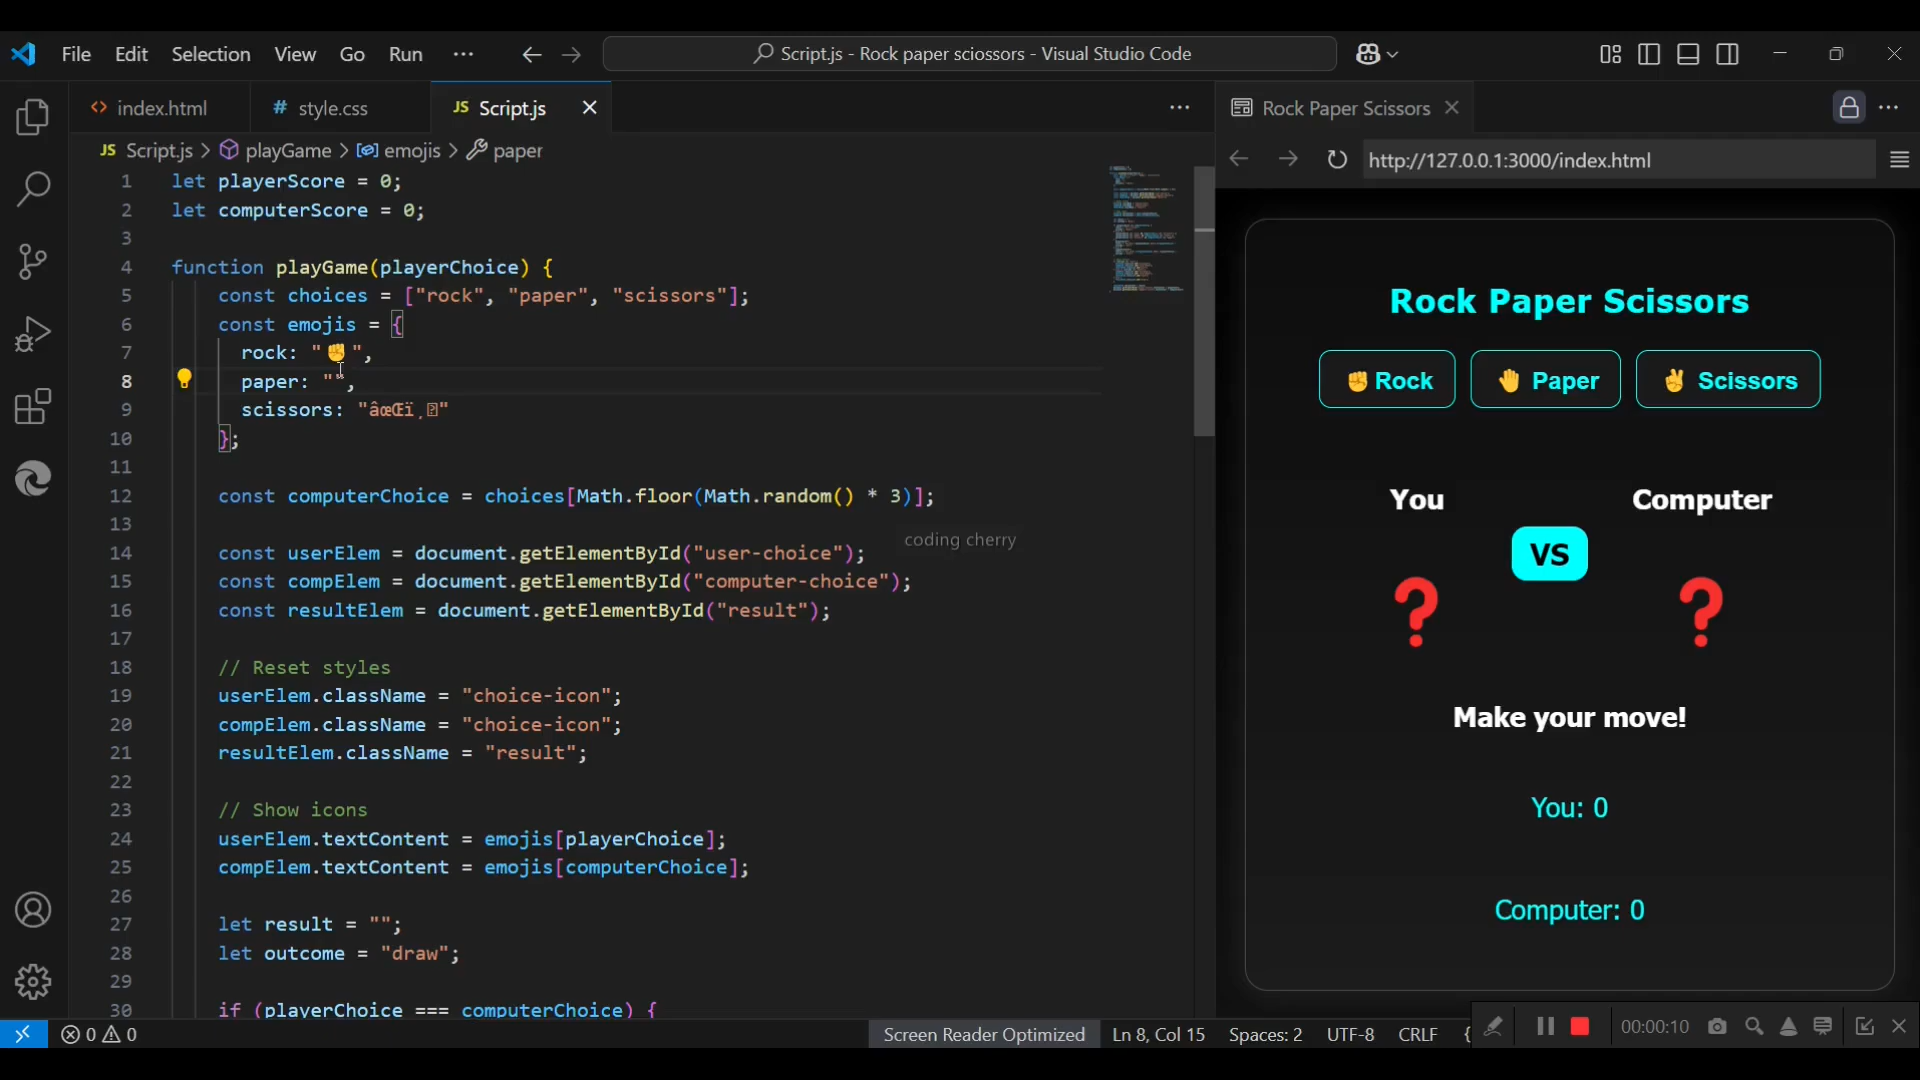 File Edit Selection View Go Run ··· Script.js - Rock paper sciossors - Visual Studio Code
<> index.html # style.css JS Script.js
JS Script.js > playGame > emojis > paper
1 let playerScore = 0;
2 let computerScore = 0;
3
4 function playGame(playerChoice) {
5 const choices = ["rock", "paper", "scissors"];
6 const emojis = {
7 rock: "✊",
8 paper: "",
9 scissors: "âœŒï¸"
10 };
11
12 const computerChoice = choices[Math.floor(Math.random() * 3)];
13
coding cherry
14 const userElem = document.getElementById("user-choice");
15 const compElem = document.getElementById("computer-choice");
16 const resultElem = document.getElementById("result");
17
18 // Reset styles
19 userElem.className = "choice-icon";
20 compElem.className = "choice-icon";
21 resultElem.className = "result";
22
23 // Show icons
24 userElem.textContent = emojis[playerChoice];
25 compElem.textContent = emojis[computerChoice];
26
27 let result = "";
28 let outcome = "draw";
29
30 if (playerChoice === computerChoice) {
Rock Paper Scissors
http://127.0.0.1:3000/index.html
Rock Paper Scissors
✊ Rock 🤚 Paper ✌ Scissors
You Computer
VS
❓ ❓
Make your move!
You: 0
Computer: 0
0 0 Screen Reader Optimized Ln 8, Col 15 Spaces: 2 UTF-8 CRLF {
00:00:10